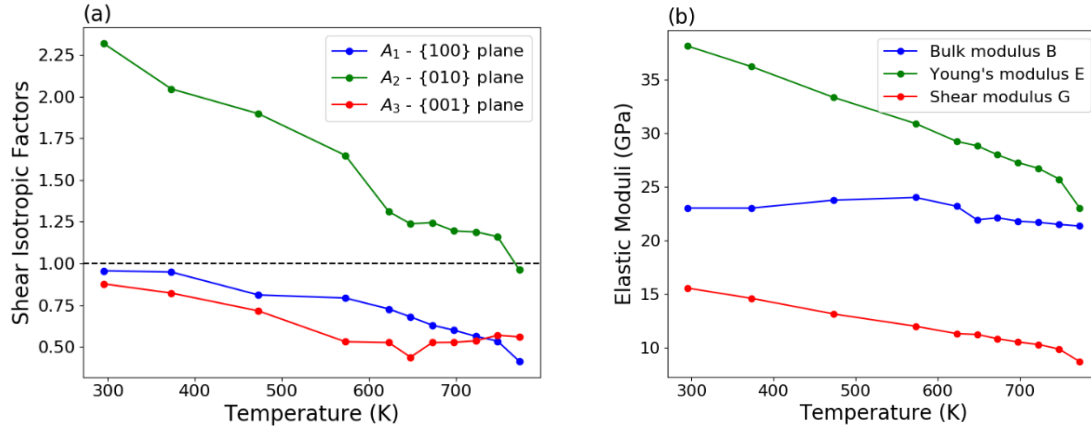 (a)
2.25
2.00
1.75
1.50
1.25
1.00
0.75
0.50
Shear Isotropic Factors
A₁ - {100} plane
A₂ - {010} plane
A₃ - {001} plane
300 400 500 600 700
Temperature (K)
(b)
35
30
25
20
15
10
Elastic Moduli (GPa)
Bulk modulus B
Young's modulus E
Shear modulus G
300 400 500 600 700
Temperature (K)